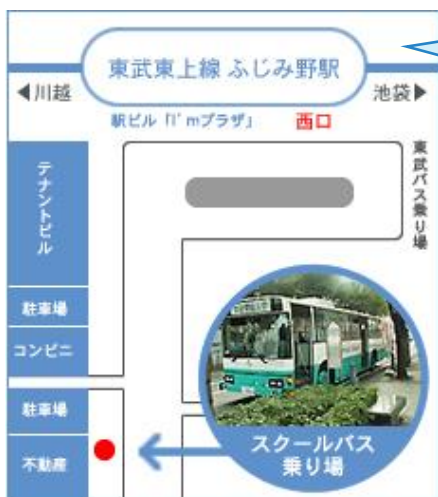 東武東上線 ふじみ野駅
◀川越
池袋▶
駅ビル「I'mプラザ」
西口
東武バス乗り場
テナントビル
駐車場
コンビニ
駐車場
不動産
スクールバス
乗り場